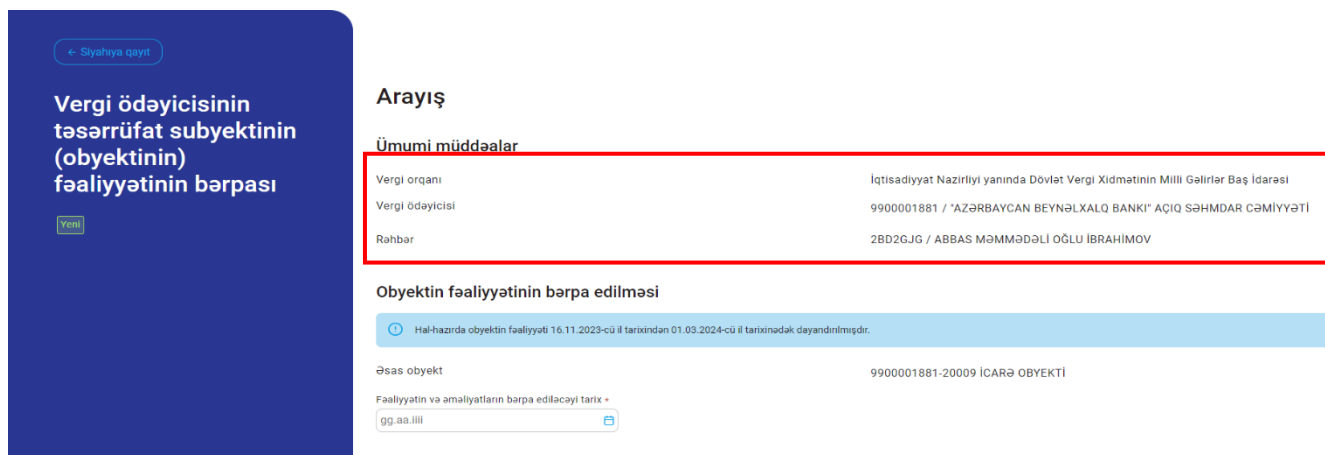 ← Siyahıya qayıt
Vergi ödəyicisinin
təsərrüfat subyektinin
(obyektinin)
fəaliyyətinin bərpası
Yeni
Arayış
Ümumi müddəalar
Vergi orqanı İqtisadiyyat Nazirliyi yanında Dövlət Vergi Xidmətinin Milli Gəlirlər Baş İdarəsi
Vergi ödəyicisi 9900001881 / "AZƏRBAYCAN BEYNƏLXALQ BANKI" AÇIQ SƏHMDAR CƏMİYYƏTİ
Rəhbər 2BD2GJG / ABBAS MƏMMƏDƏLİ OĞLU İBRAHİMOV
Obyektin fəaliyyətinin bərpa edilməsi
Hal-hazırda obyektin fəaliyyəti 16.11.2023-cü il tarixindən 01.03.2024-cü il tarixinədək dayandırılmışdır.
Əsas obyekt 9900001881-20009 İCARƏ OBYEKTİ
Fəaliyyətin və əməliyyatların bərpa ediləcəyi tarix *
gg.aa.iiii